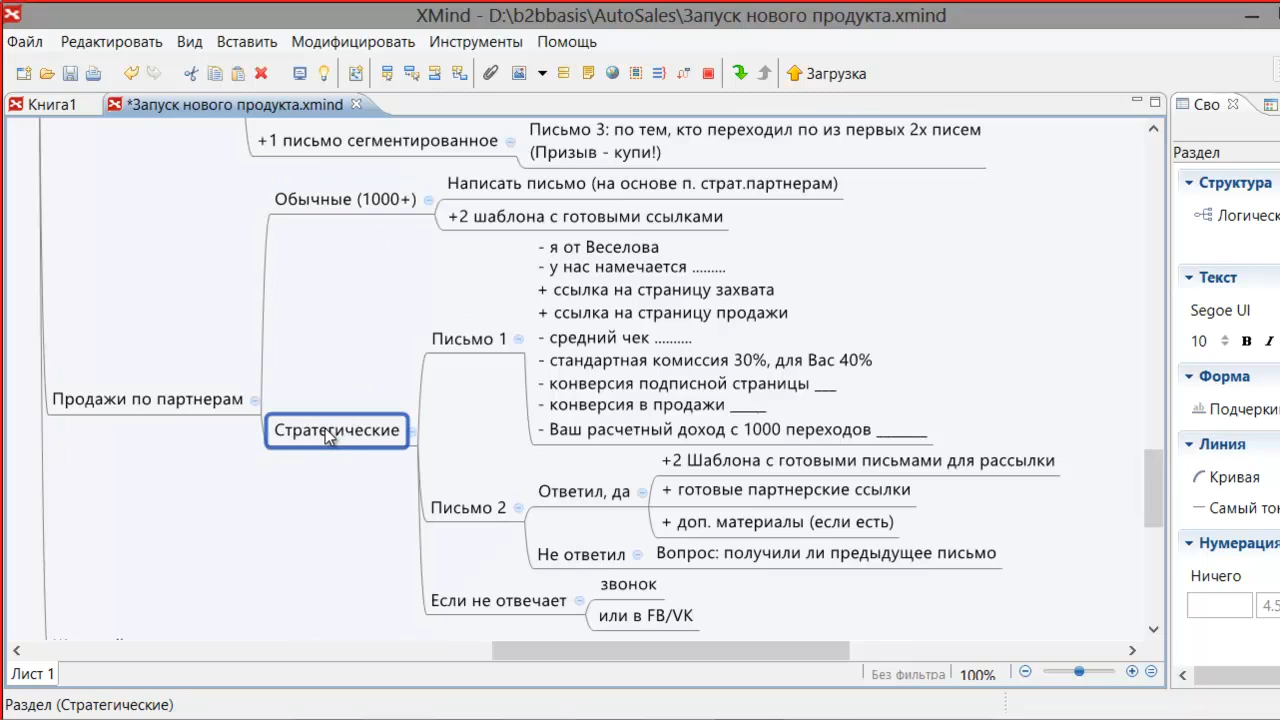 XMind - D:\b2bbasis\AutoSales\Запуск нового продукта.xmind
Файл Редактировать Вид Вставить Модифицировать Инструменты Помощь
Загрузка
Книга1 *Запуск нового продукта.xmind
Сво
Раздел
+1 письмо сегментированное
Письмо 3: по тем, кто переходил по из первых 2х писем
(Призыв - купи!)
Обычные (1000+)
Написать письмо (на основе п. страт.партнерам)
+2 шаблона с готовыми ссылками
Продажи по партнерам
Стратегические
Письмо 1
- я от Веселова
- у нас намечается .........
+ ссылка на страницу захвата
+ ссылка на страницу продажи
- средний чек ..........
- стандартная комиссия 30%, для Вас 40%
- конверсия подписной страницы ___
- конверсия в продажи _____
- Ваш расчетный доход с 1000 переходов _______
Письмо 2
Ответил, да
+2 Шаблона с готовыми письмами для рассылки
+ готовые партнерские ссылки
+ доп. материалы (если есть)
Не ответил
Вопрос: получили ли предыдущее письмо
Если не отвечает
звонок
или в FB/VK
Структура
Логическ
Текст
Segoe UI
10 B I
Форма
Подчерки
Линия
Кривая
Самый тон
Нумерация
Ничего
4.5
Лист 1
Без фильтра 100%
Раздел (Стратегические)